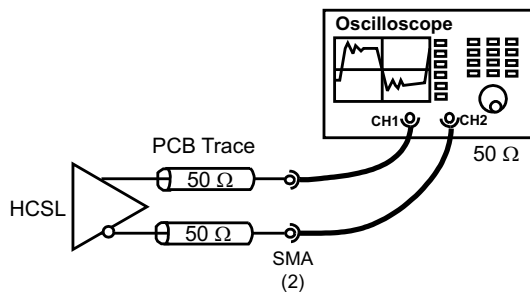 Oscilloscope
CH1
CH2
50 Ω
PCB Trace
50 Ω
HCSL
50 Ω
SMA
(2)